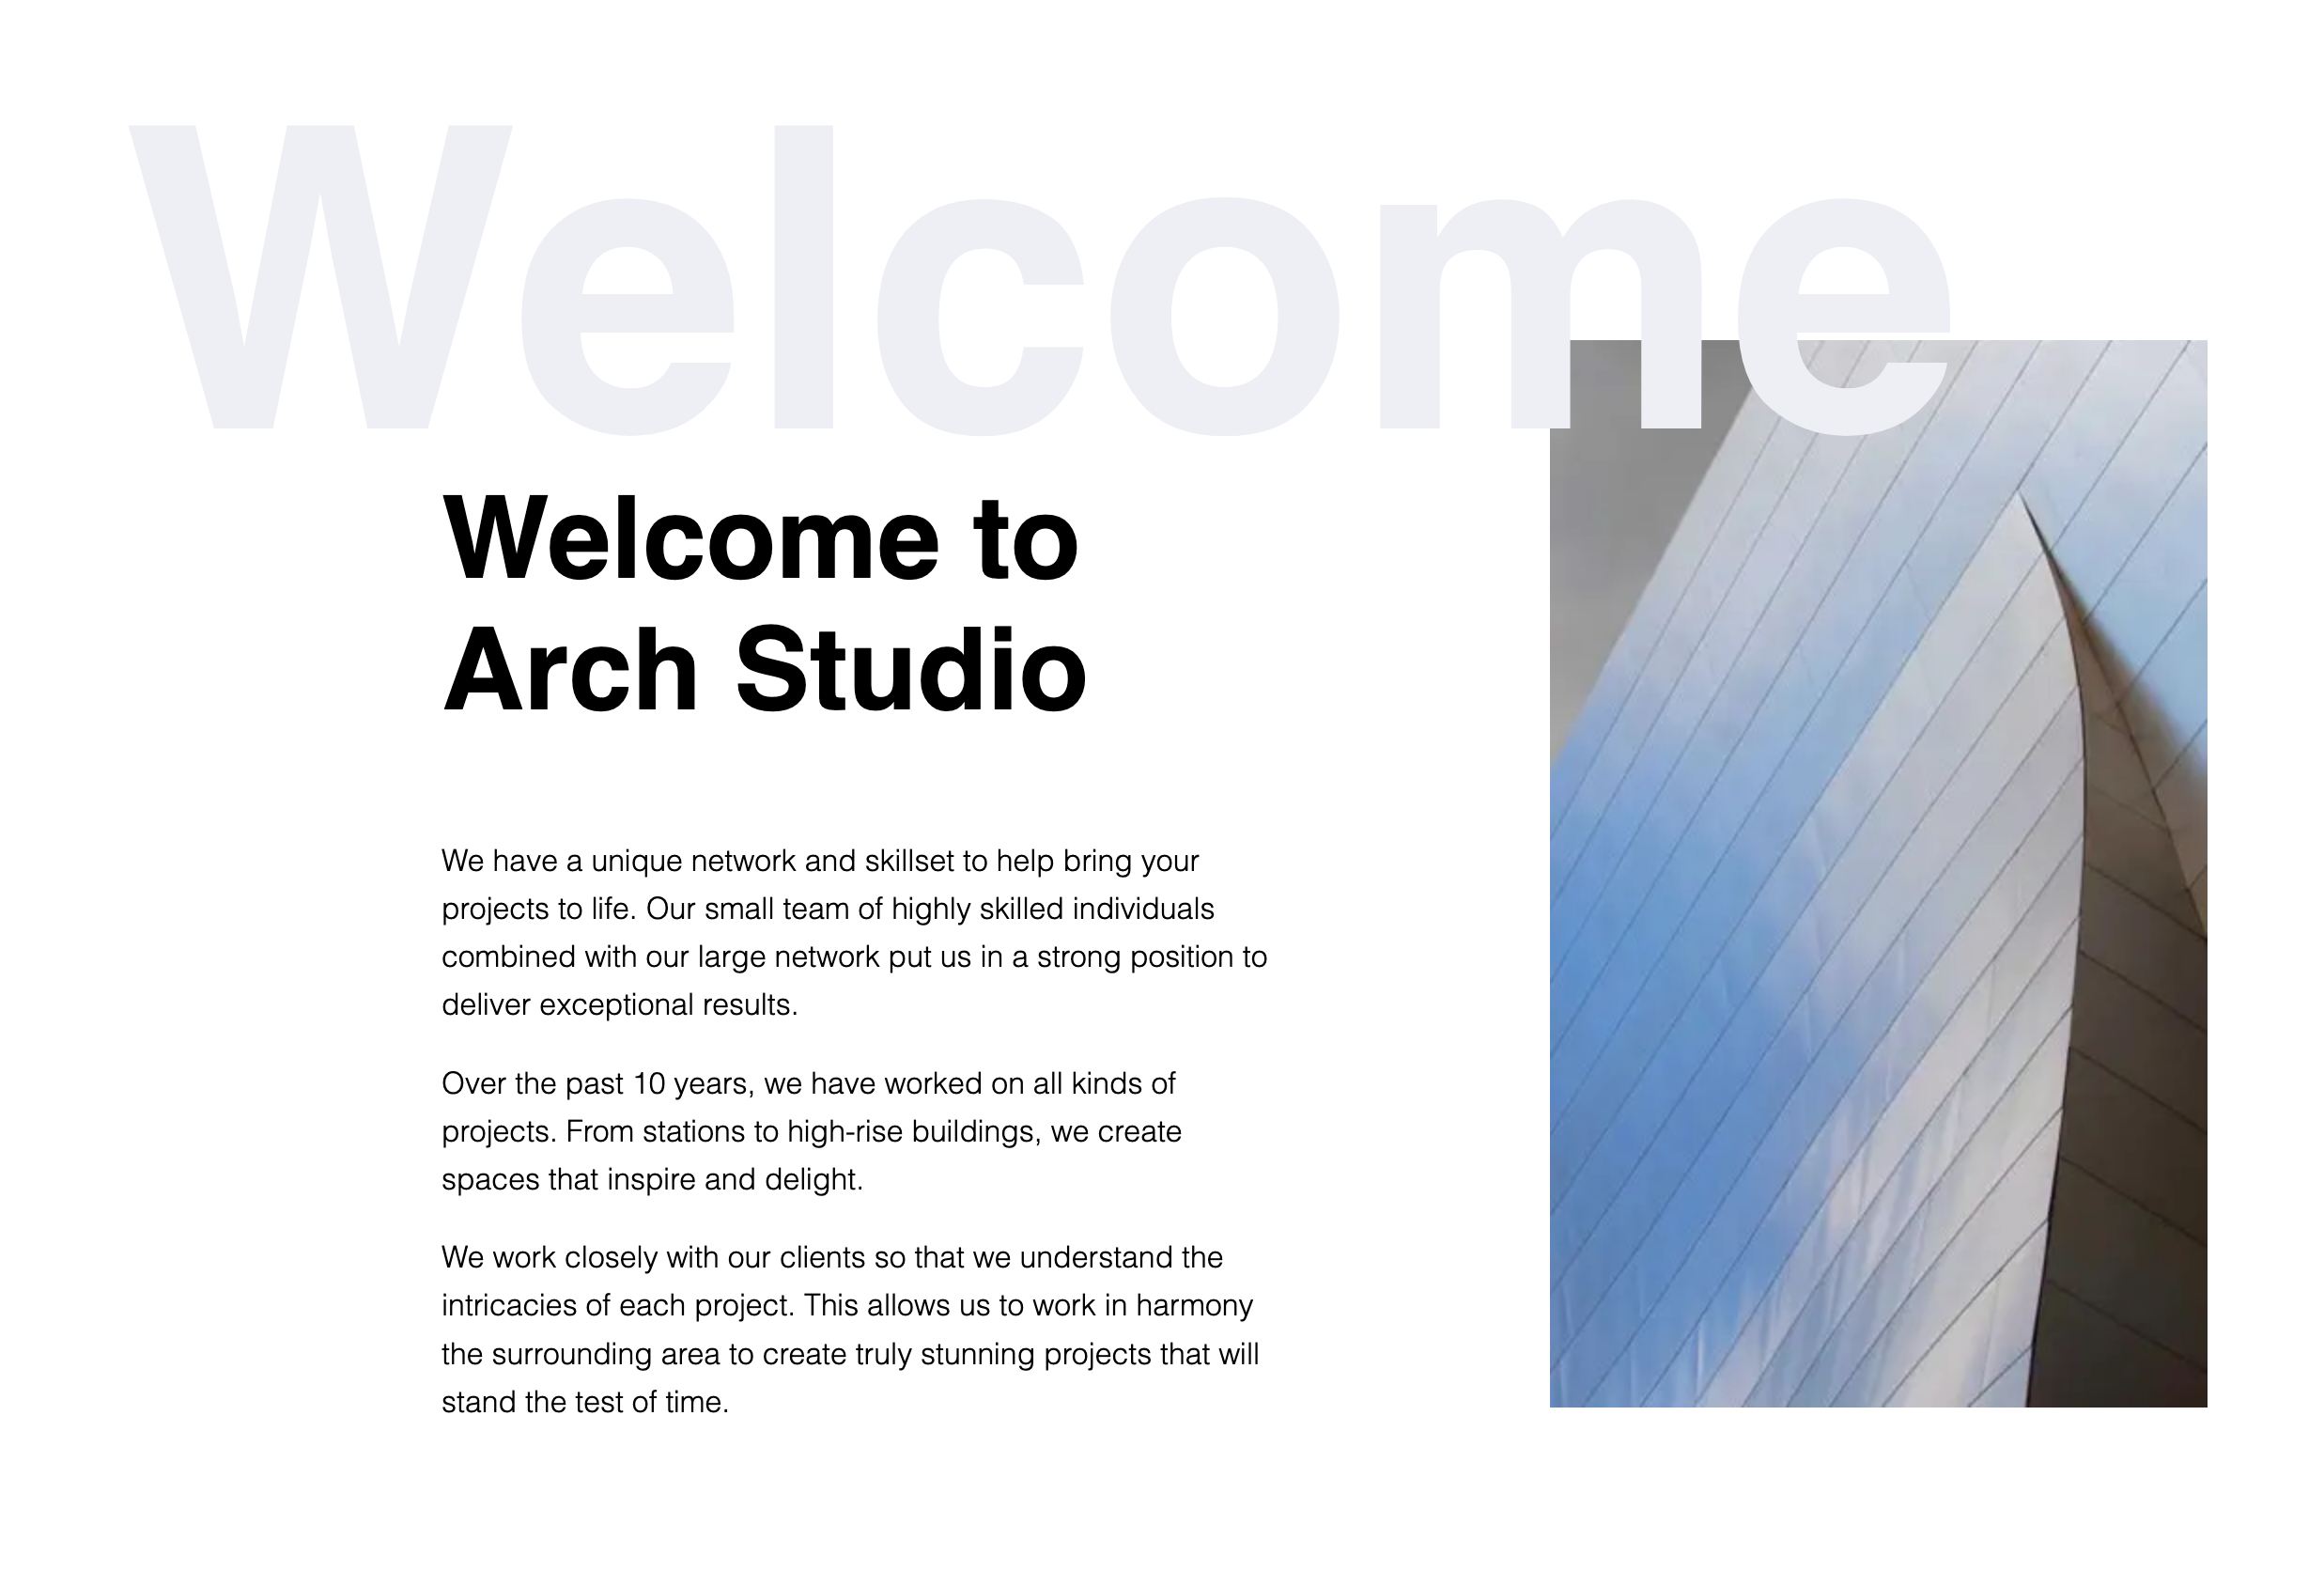 Welcome
Welcome to
Arch Studio
We have a unique network and skillset to help bring your
projects to life. Our small team of highly skilled individuals
combined with our large network put us in a strong position to
deliver exceptional results.
Over the past 10 years, we have worked on all kinds of
projects. From stations to high-rise buildings, we create
spaces that inspire and delight.
We work closely with our clients so that we understand the
intricacies of each project. This allows us to work in harmony
the surrounding area to create truly stunning projects that will
stand the test of time.